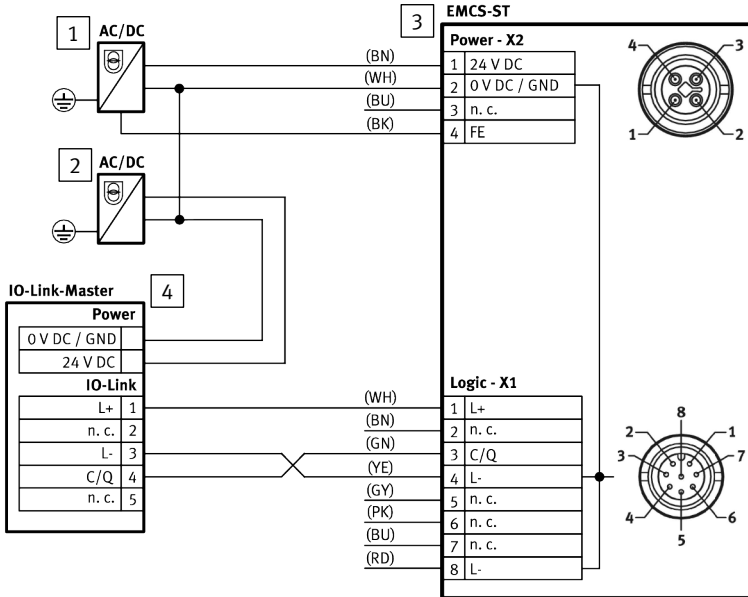 EMCS-ST
3
1
AC/DC
Power - X2
(BN)
1 24 V DC
(WH)
2 0 V DC / GND
(BU)
3 n. c.
(BK)
4 FE
4
3
1
2
2
AC/DC
IO-Link-Master
4
Power
0 V DC / GND
24 V DC
IO-Link
L+ 1
n. c. 2
L- 3
C/Q 4
n. c. 5
Logic - X1
(WH)
1 L+
(BN)
2 n. c.
(GN)
3 C/Q
(YE)
4 L-
(GY)
5 n. c.
(PK)
6 n. c.
(BU)
7 n. c.
(RD)
8 L-
8
2
1
3
7
4
6
5